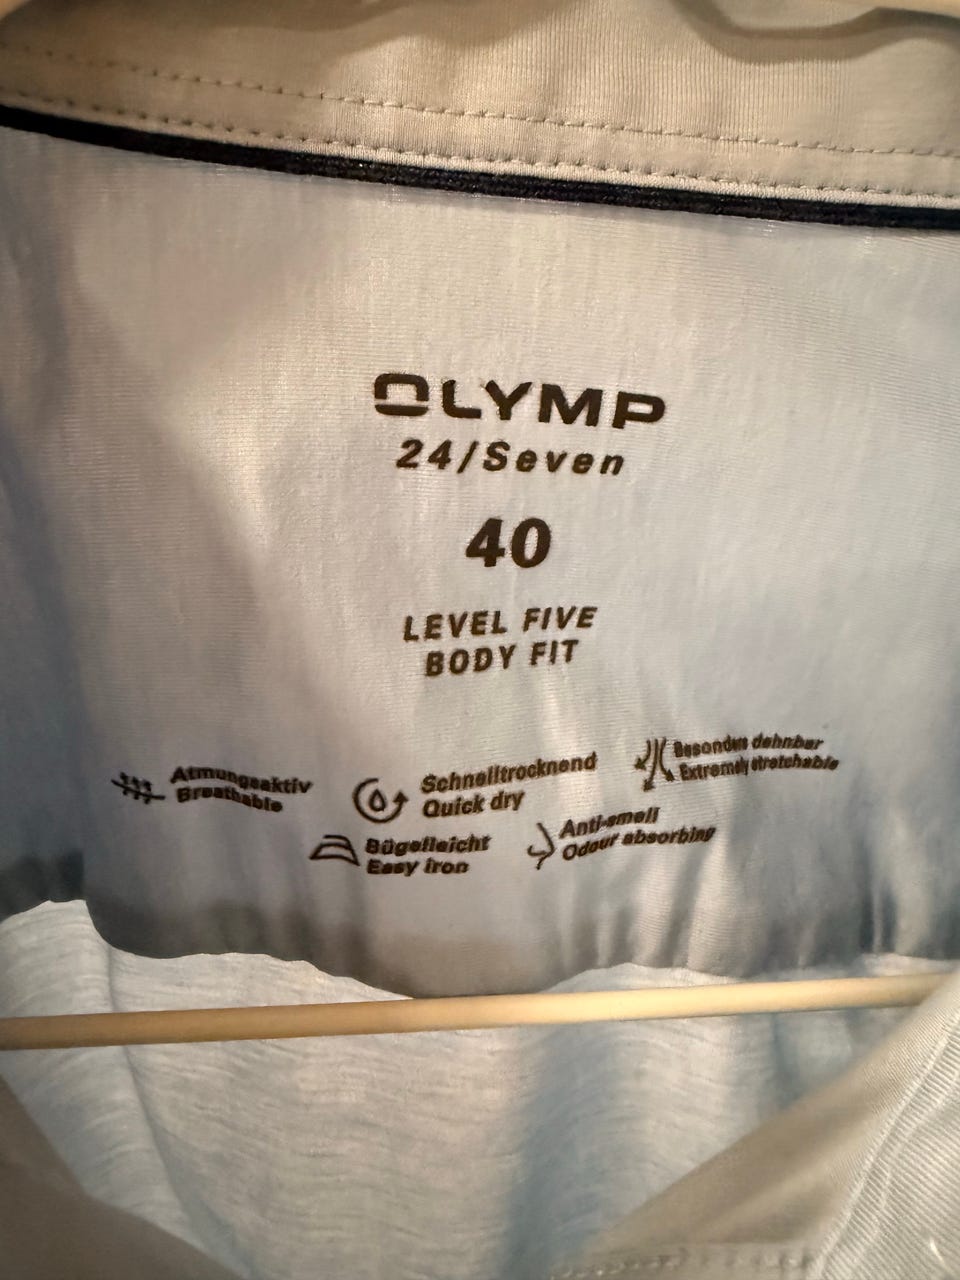 OLYMP
24/Seven
40
LEVEL FIVE
BODY FIT
Atmungsaktiv
Breathable
Schnelltrocknend
Quick dry
Besonders dehnbar
Extremely stretchable
Bügelleicht
Easy iron
Anti-smell
Odour absorbing